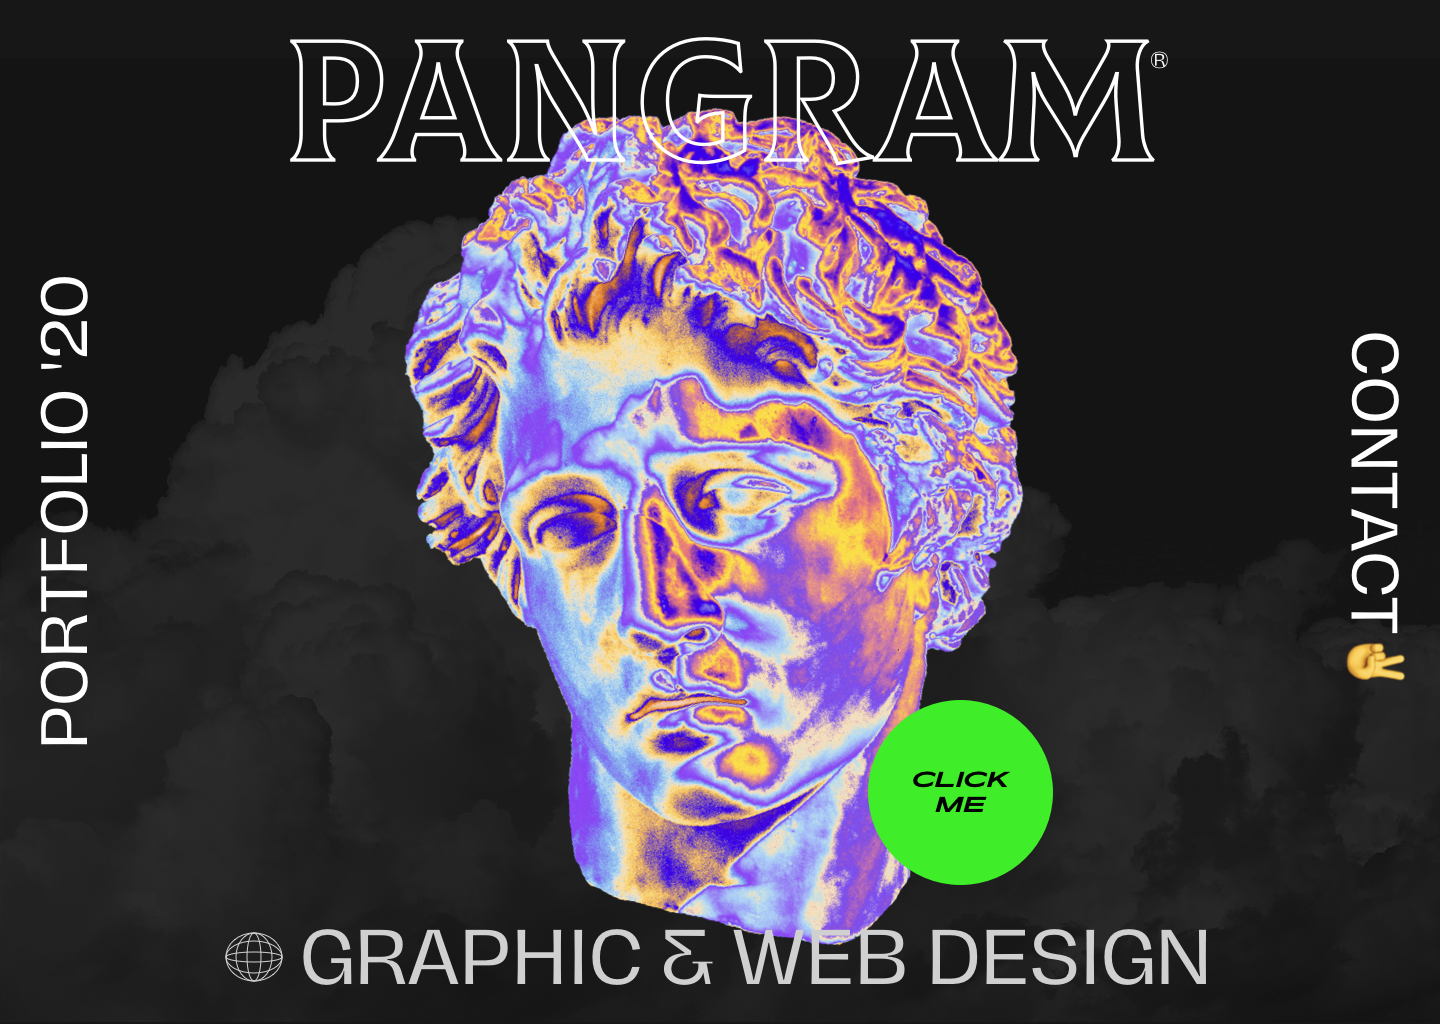 PANGRAM®
PORTFOLIO '20
CONTACT ✌️
CLICK
ME
GRAPHIC & WEB DESIGN